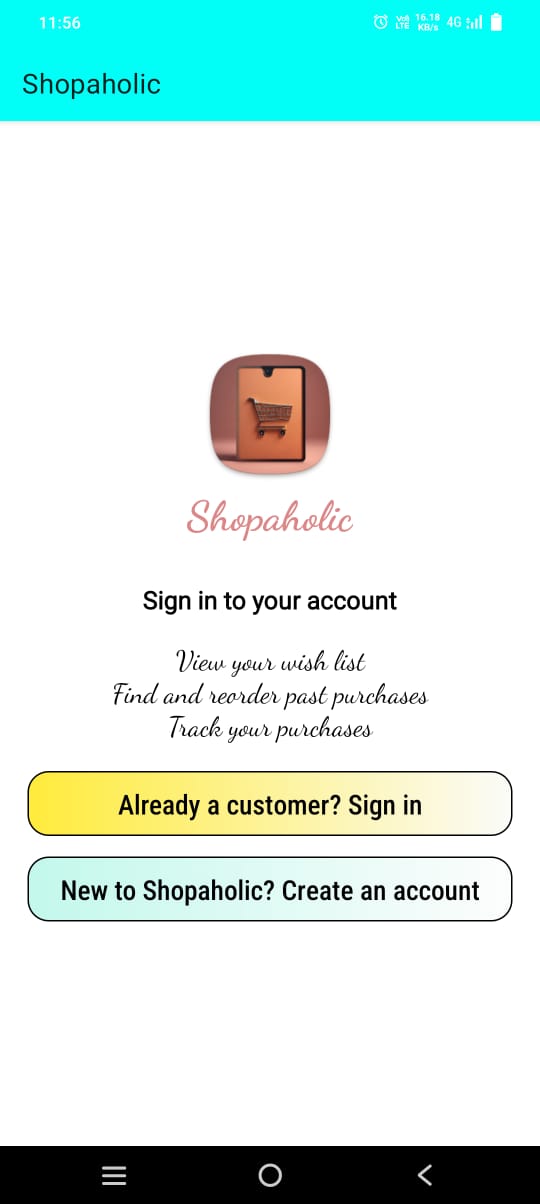 11:56
Vo) LTE 16.18 KB/s 4G
Shopaholic
Shopaholic
Sign in to your account
View your wish list
Find and reorder past purchases
Track your purchases
Already a customer? Sign in
New to Shopaholic? Create an account